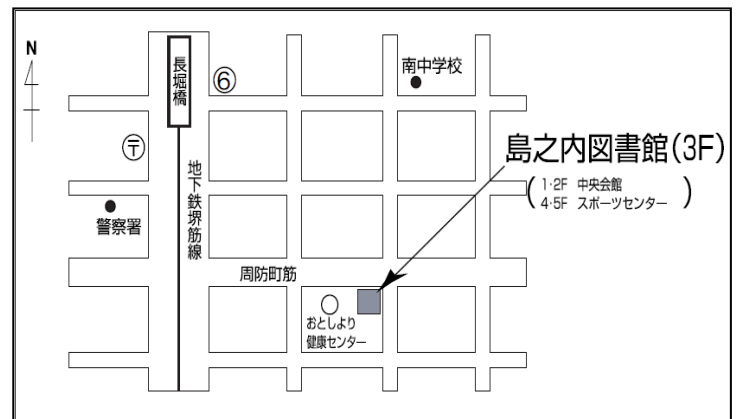 N
長堀橋
⑥
南中学校
〒
島之内図書館(3F)
(1・2F 中央会館
4・5F スポーツセンター)
地下鉄堺筋線
警察署
周防町筋
おとしより
健康センター